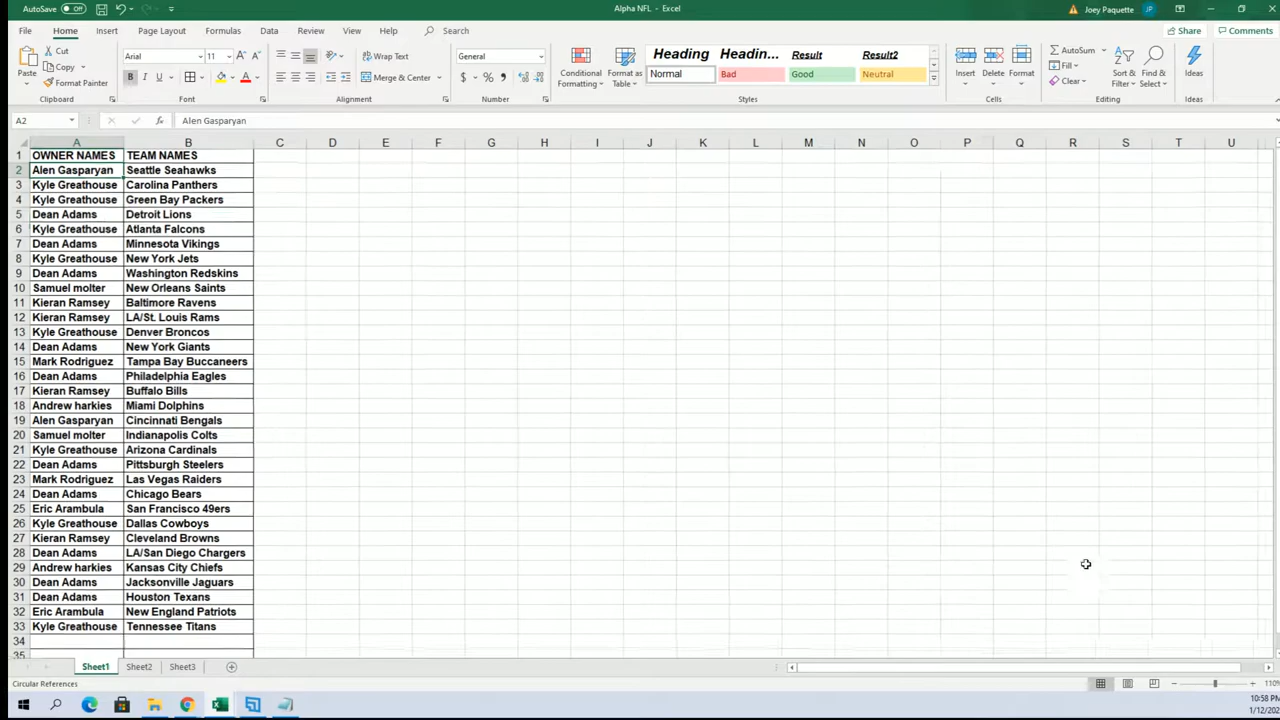 AutoSave Off Alpha NFL - Excel Joey Paquette JP
File Home Insert Page Layout Formulas Data Review View Help Search Share Comments
Cut
Copy
Format Painter
Paste
Clipboard
Arial 11
B I U A
Font
Wrap Text
Merge & Center
Alignment
General
$ % ,
Number
Conditional Formatting
Format as Table
Heading Headin... Result Result2
Normal Bad Good Neutral
Styles
Insert Delete Format
Cells
AutoSum
Fill
Clear
Sort & Filter
Find & Select
Editing
Ideas
Ideas
A2 fx Alen Gasparyan
A B C D E F G H I J K L M N O P Q R S T U
1 OWNER NAMES TEAM NAMES
2 Alen Gasparyan Seattle Seahawks
3 Kyle Greathouse Carolina Panthers
4 Kyle Greathouse Green Bay Packers
5 Dean Adams Detroit Lions
6 Kyle Greathouse Atlanta Falcons
7 Dean Adams Minnesota Vikings
8 Kyle Greathouse New York Jets
9 Dean Adams Washington Redskins
10 Samuel molter New Orleans Saints
11 Kieran Ramsey Baltimore Ravens
12 Kieran Ramsey LA/St. Louis Rams
13 Kyle Greathouse Denver Broncos
14 Dean Adams New York Giants
15 Mark Rodriguez Tampa Bay Buccaneers
16 Dean Adams Philadelphia Eagles
17 Kieran Ramsey Buffalo Bills
18 Andrew harkies Miami Dolphins
19 Alen Gasparyan Cincinnati Bengals
20 Samuel molter Indianapolis Colts
21 Kyle Greathouse Arizona Cardinals
22 Dean Adams Pittsburgh Steelers
23 Mark Rodriguez Las Vegas Raiders
24 Dean Adams Chicago Bears
25 Eric Arambula San Francisco 49ers
26 Kyle Greathouse Dallas Cowboys
27 Kieran Ramsey Cleveland Browns
28 Dean Adams LA/San Diego Chargers
29 Andrew harkies Kansas City Chiefs
30 Dean Adams Jacksonville Jaguars
31 Dean Adams Houston Texans
32 Eric Arambula New England Patriots
33 Kyle Greathouse Tennessee Titans
34
35
Sheet1 Sheet2 Sheet3
Circular References 110%
10:58 PM
1/12/202